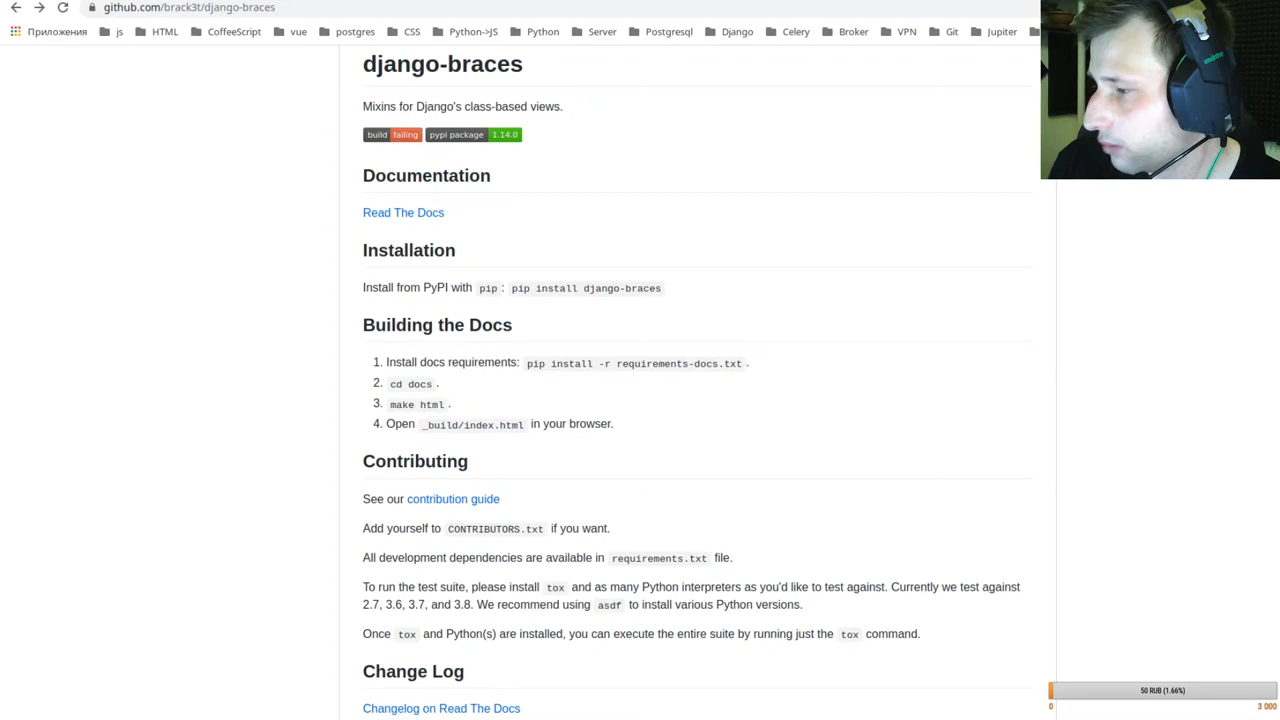 github.com/brack3t/django-braces
Приложения js HTML CoffeeScript vue postgres CSS Python->JS Python Server Postgresql Django Celery Broker VPN Git Jupiter
django-braces
Mixins for Django's class-based views.
build failing pypi package 1.14.0
Documentation
Read The Docs
Installation
Install from PyPI with pip: pip install django-braces
Building the Docs
1. Install docs requirements: pip install -r requirements-docs.txt.
2. cd docs.
3. make html.
4. Open _build/index.html in your browser.
Contributing
See our contribution guide
Add yourself to CONTRIBUTORS.txt if you want.
All development dependencies are available in requirements.txt file.
To run the test suite, please install tox and as many Python interpreters as you'd like to test against. Currently we test against
2.7, 3.6, 3.7, and 3.8. We recommend using asdf to install various Python versions.
Once tox and Python(s) are installed, you can execute the entire suite by running just the tox command.
Change Log
Changelog on Read The Docs
50 RUB (1.66%)
0 3 000